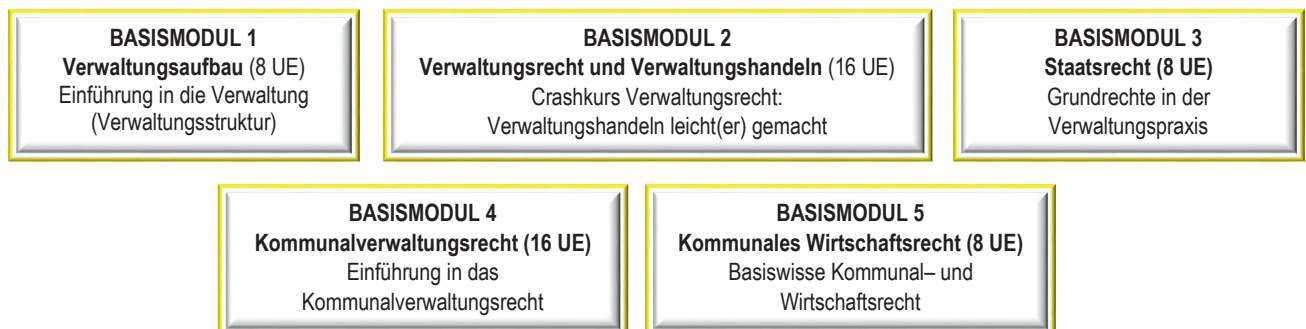 BASISMODUL 1
Verwaltungsaufbau (8 UE)
Einführung in die Verwaltung
(Verwaltungsstruktur)
BASISMODUL 2
Verwaltungsrecht und Verwaltungshandeln (16 UE)
Crashkurs Verwaltungsrecht:
Verwaltungshandeln leicht(er) gemacht
BASISMODUL 3
Staatsrecht (8 UE)
Grundrechte in der
Verwaltungspraxis
BASISMODUL 4
Kommunalverwaltungsrecht (16 UE)
Einführung in das
Kommunalverwaltungsrecht
BASISMODUL 5
Kommunales Wirtschaftsrecht (8 UE)
Basiswisse Kommunal– und
Wirtschaftsrecht